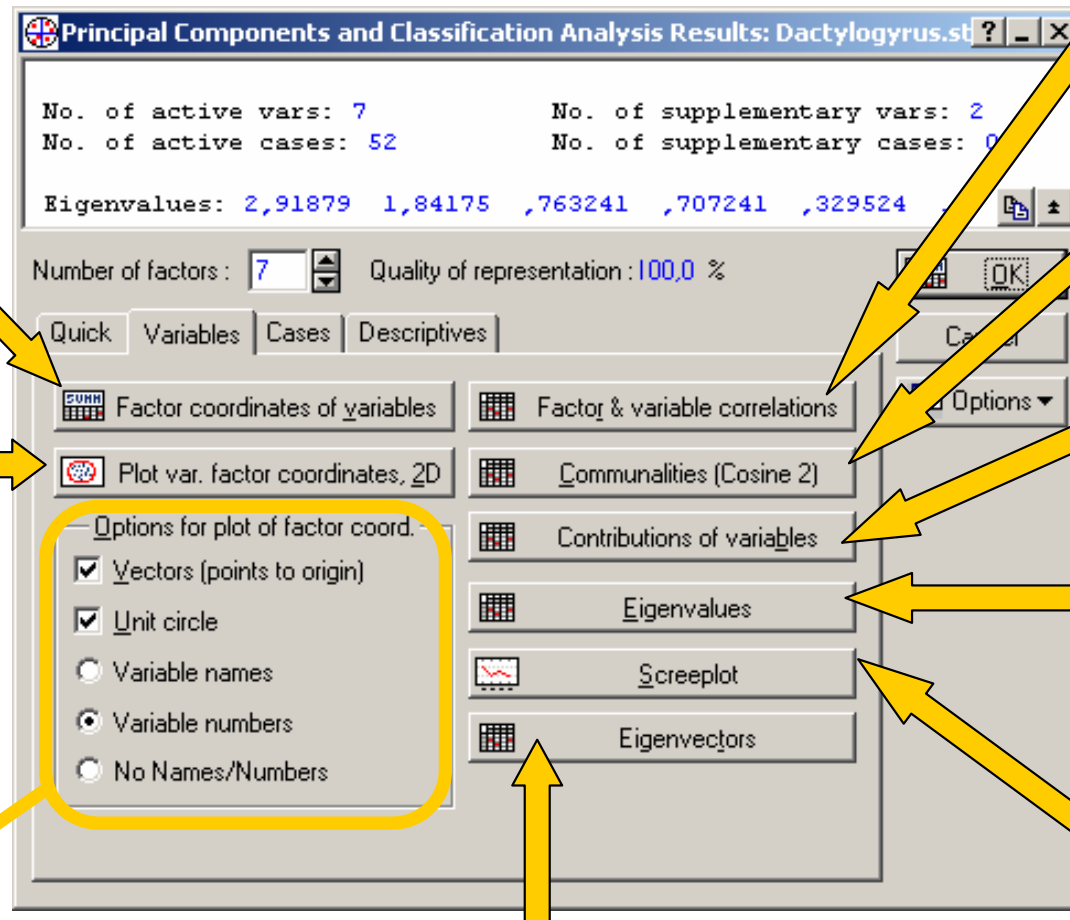 Principal Components and Classification Analysis Results: Dactylogyrus.st
No. of active vars: 7 No. of supplementary vars: 2
No. of active cases: 52 No. of supplementary cases: 0
Eigenvalues: 2,91879 1,84175 ,763241 ,707241 ,329524 ,
Number of factors : 7 Quality of representation : 100,0 %
OK
Quick Variables Cases Descriptives
Factor coordinates of variables Factor & variable correlations
Options
Plot var. factor coordinates, 2D Communalities (Cosine 2)
Options for plot of factor coord. Contributions of variables
Vectors (points to origin)
Unit circle Eigenvalues
Variable names Screeplot
Variable numbers Eigenvectors
No Names/Numbers